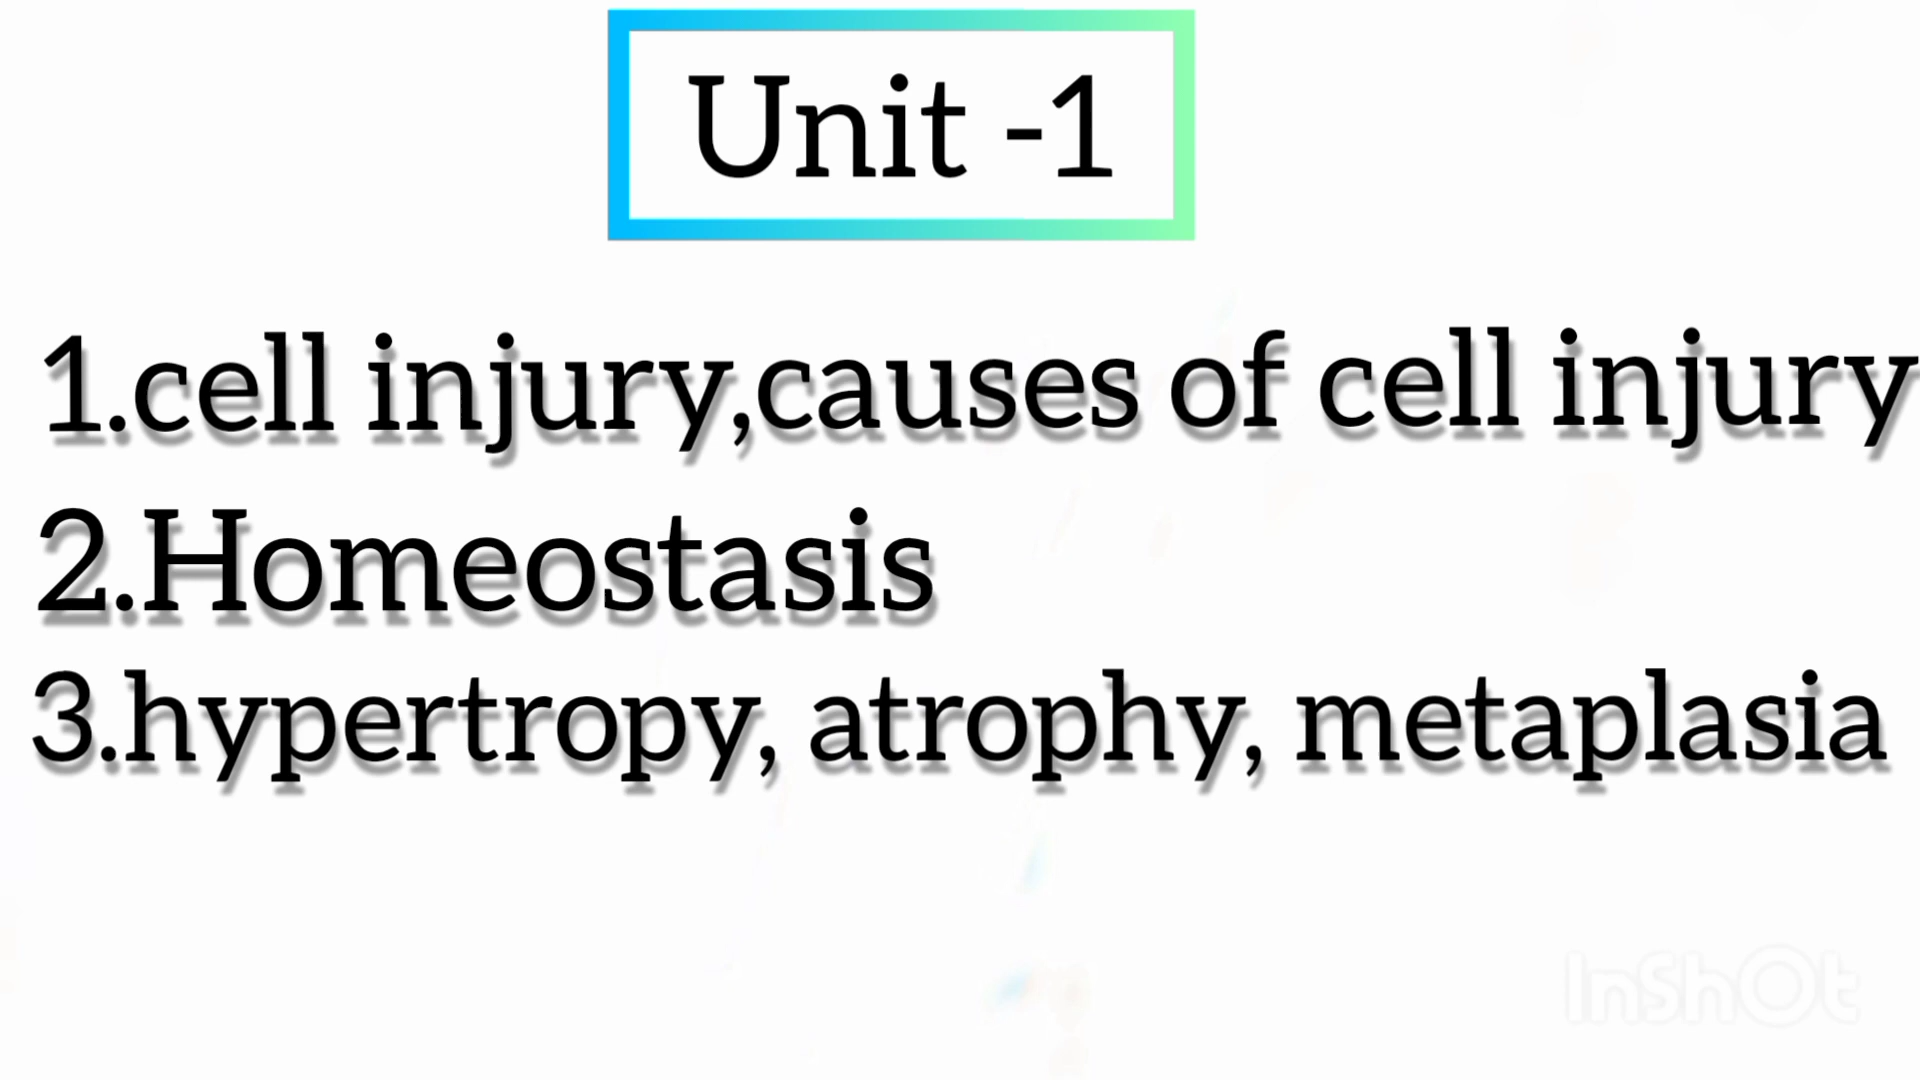 Unit -1
1.cell injury,causes of cell injury
2.Homeostasis
3.hypertropy, atrophy, metaplasia
InShOt